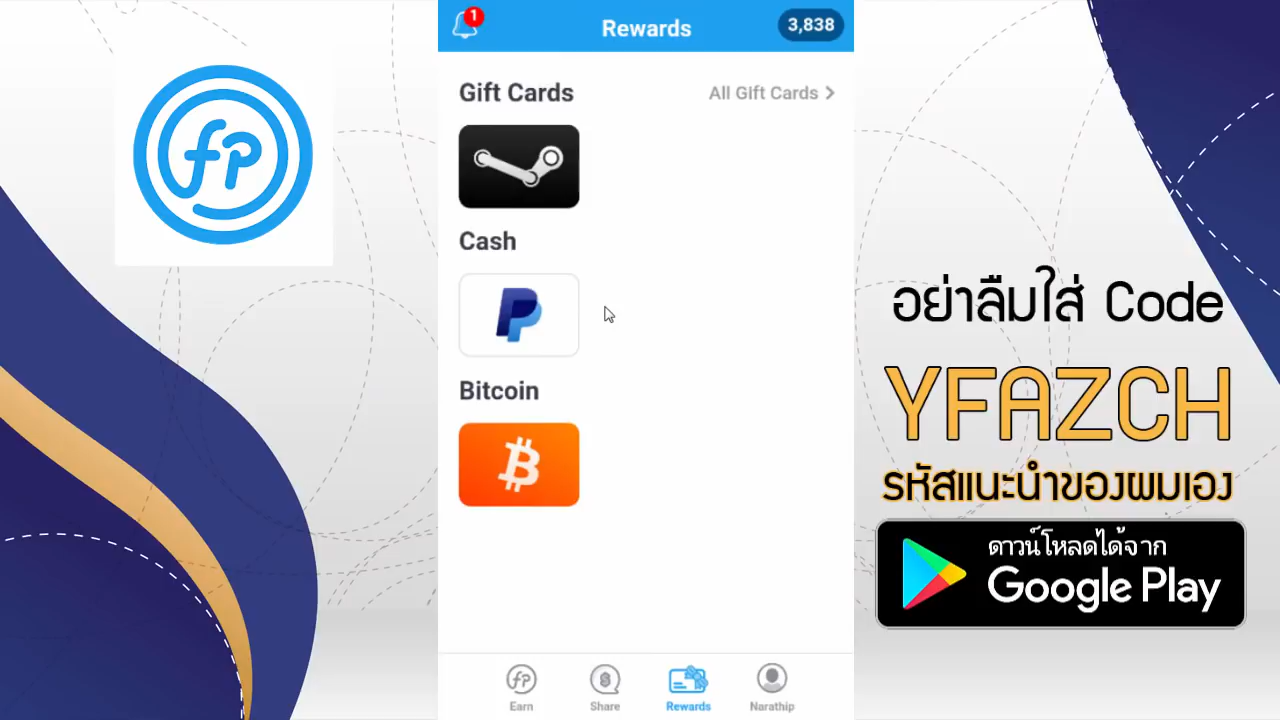 fp
1
Rewards
3,838
Gift Cards
All Gift Cards >
Cash
Bitcoin
fp
Earn
Share
Rewards
Narathip
อย่าลืมใส่ Code
YFAZCH
รหัสแนะนำของผมเอง
ดาวน์โหลดได้จาก
Google Play